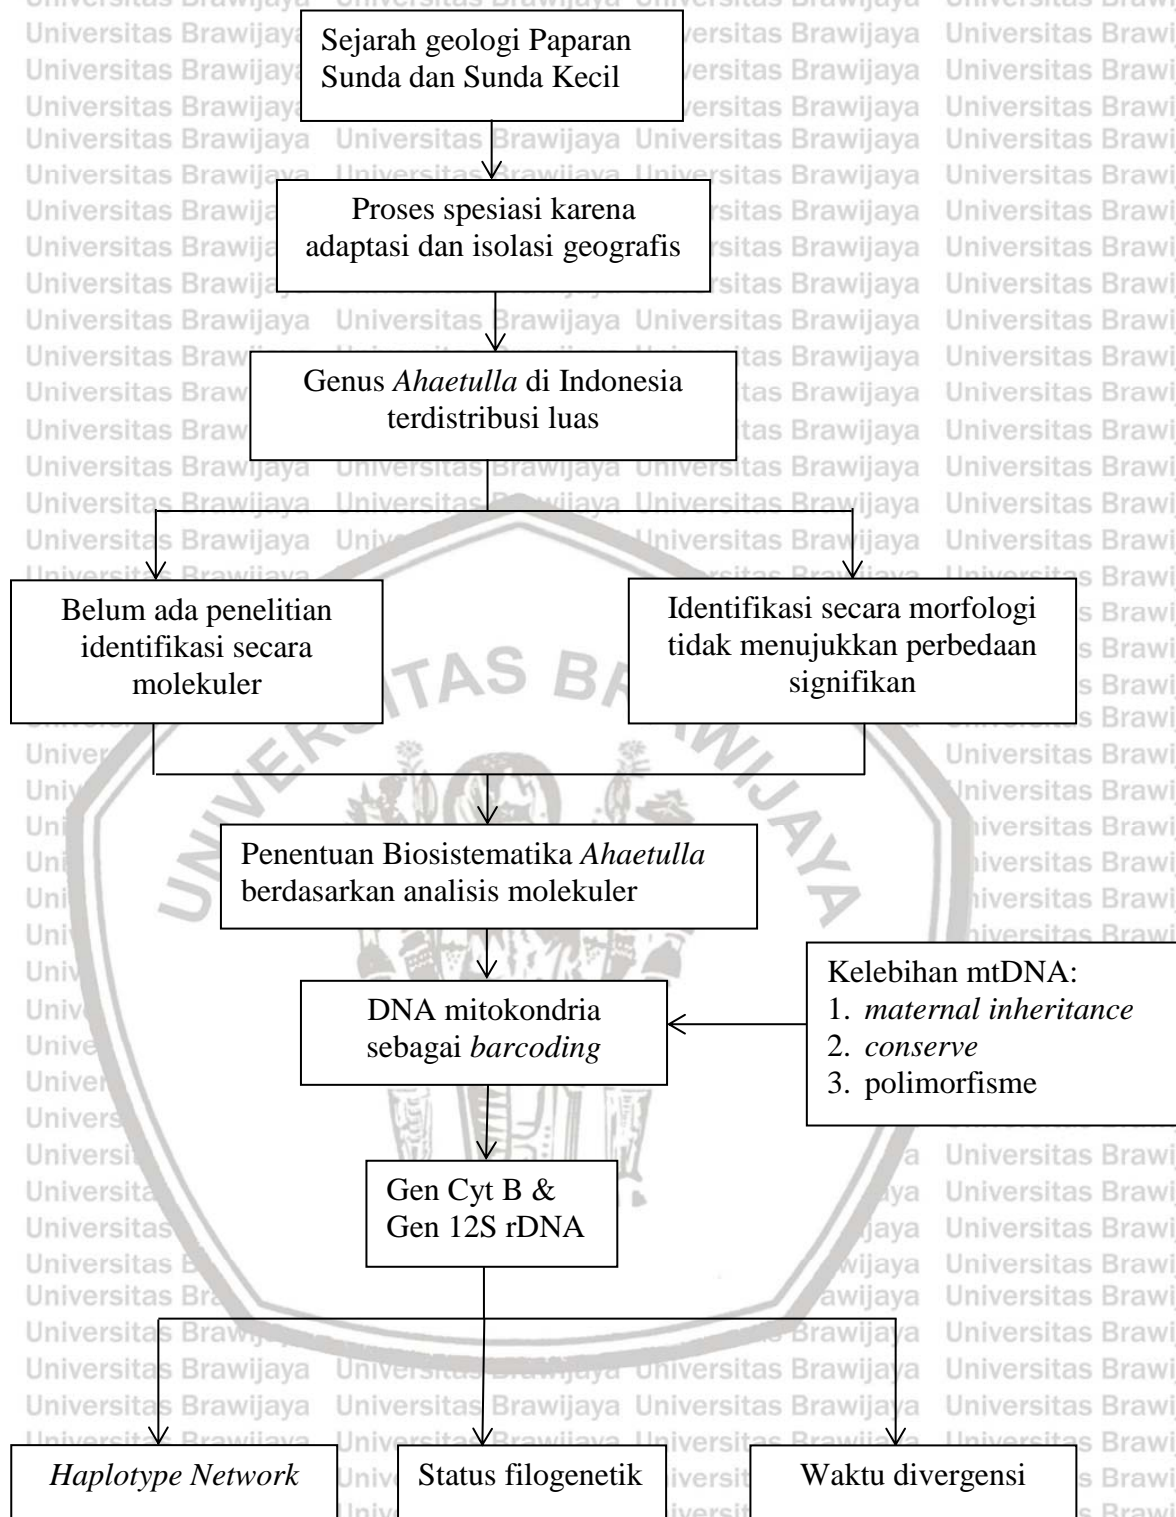 Sejarah geologi Paparan
Sunda dan Sunda Kecil
Proses spesiasi karena
adaptasi dan isolasi geografis
Genus Ahaetulla di Indonesia
terdistribusi luas
Belum ada penelitian
identifikasi secara
molekuler
Identifikasi secara morfologi
tidak menujukkan perbedaan
signifikan
UNIVERSITAS BRAWIJAYA
Penentuan Biosistematika Ahaetulla
berdasarkan analisis molekuler
DNA mitokondria
sebagai barcoding
Kelebihan mtDNA:
1. maternal inheritance
2. conserve
3. polimorfisme
Gen Cyt B &
Gen 12S rDNA
Haplotype Network
Status filogenetik
Waktu divergensi